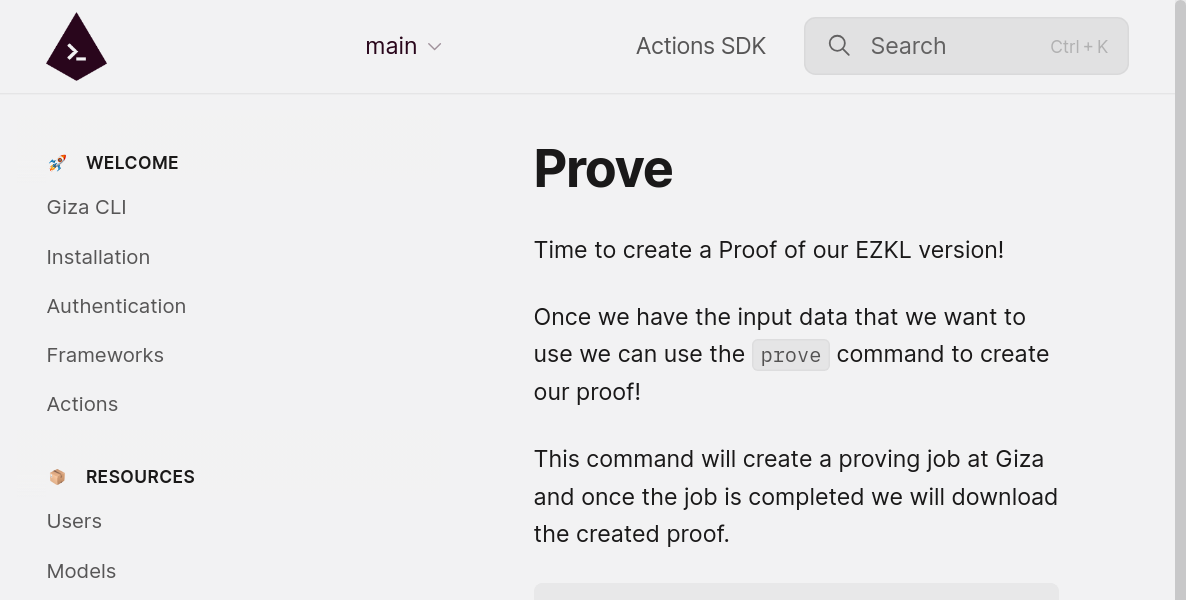 main
Actions SDK
Search
Ctrl + K
WELCOME
Giza CLI
Installation
Authentication
Frameworks
Actions
RESOURCES
Users
Models
Prove
Time to create a Proof of our EZKL version!
Once we have the input data that we want to
use we can use the prove command to create
our proof!
This command will create a proving job at Giza
and once the job is completed we will download
the created proof.